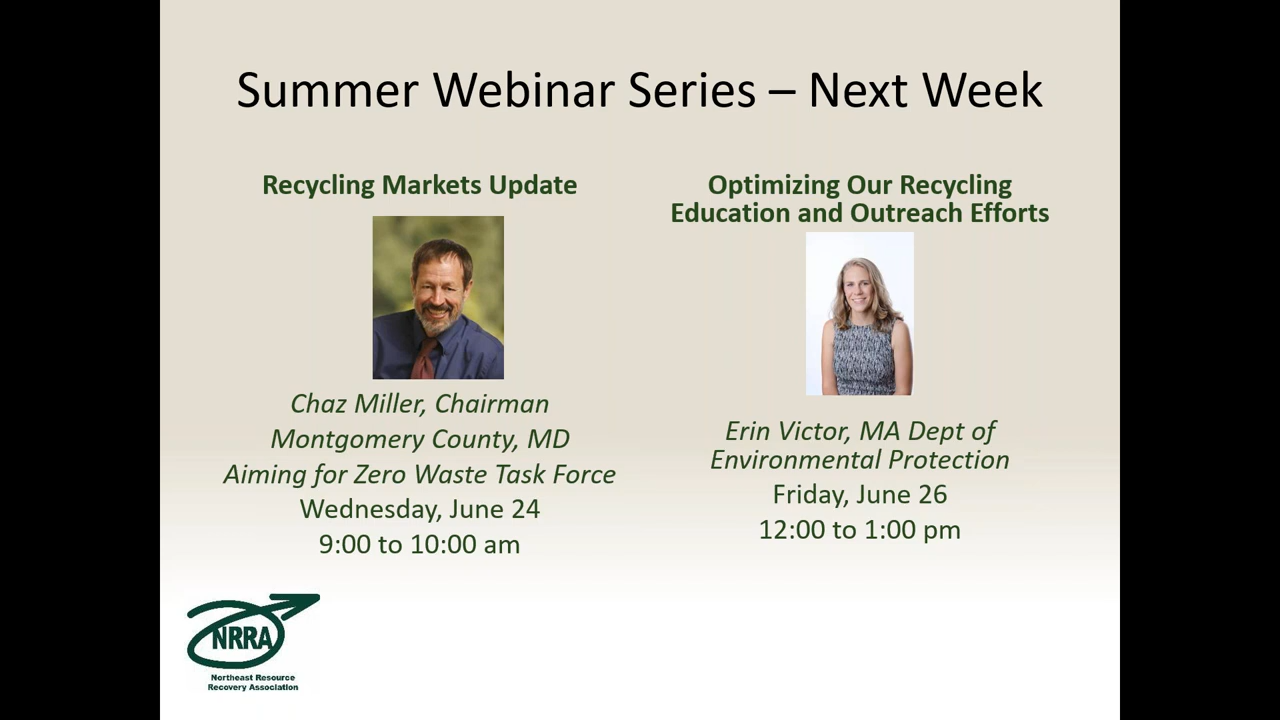 Summer Webinar Series – Next Week
Recycling Markets Update
Chaz Miller, Chairman
Montgomery County, MD
Aiming for Zero Waste Task Force
Wednesday, June 24
9:00 to 10:00 am
Optimizing Our Recycling
Education and Outreach Efforts
Erin Victor, MA Dept of
Environmental Protection
Friday, June 26
12:00 to 1:00 pm
NRRA
Northeast Resource
Recovery Association